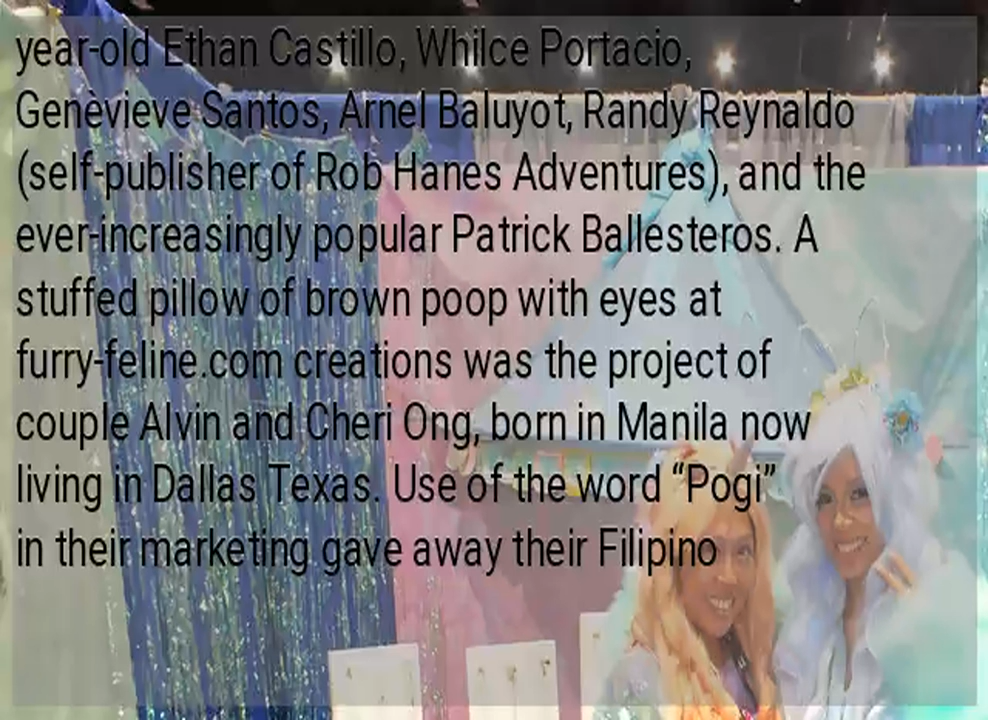 year-old Ethan Castillo, Whilce Portacio,
Genevieve Santos, Arnel Baluyot, Randy Reynaldo
(self-publisher of Rob Hanes Adventures), and the
ever-increasingly popular Patrick Ballesteros. A
stuffed pillow of brown poop with eyes at
furry-feline.com creations was the project of
couple Alvin and Cheri Ong, born in Manila now
living in Dallas Texas. Use of the word “Pogi”
in their marketing gave away their Filipino